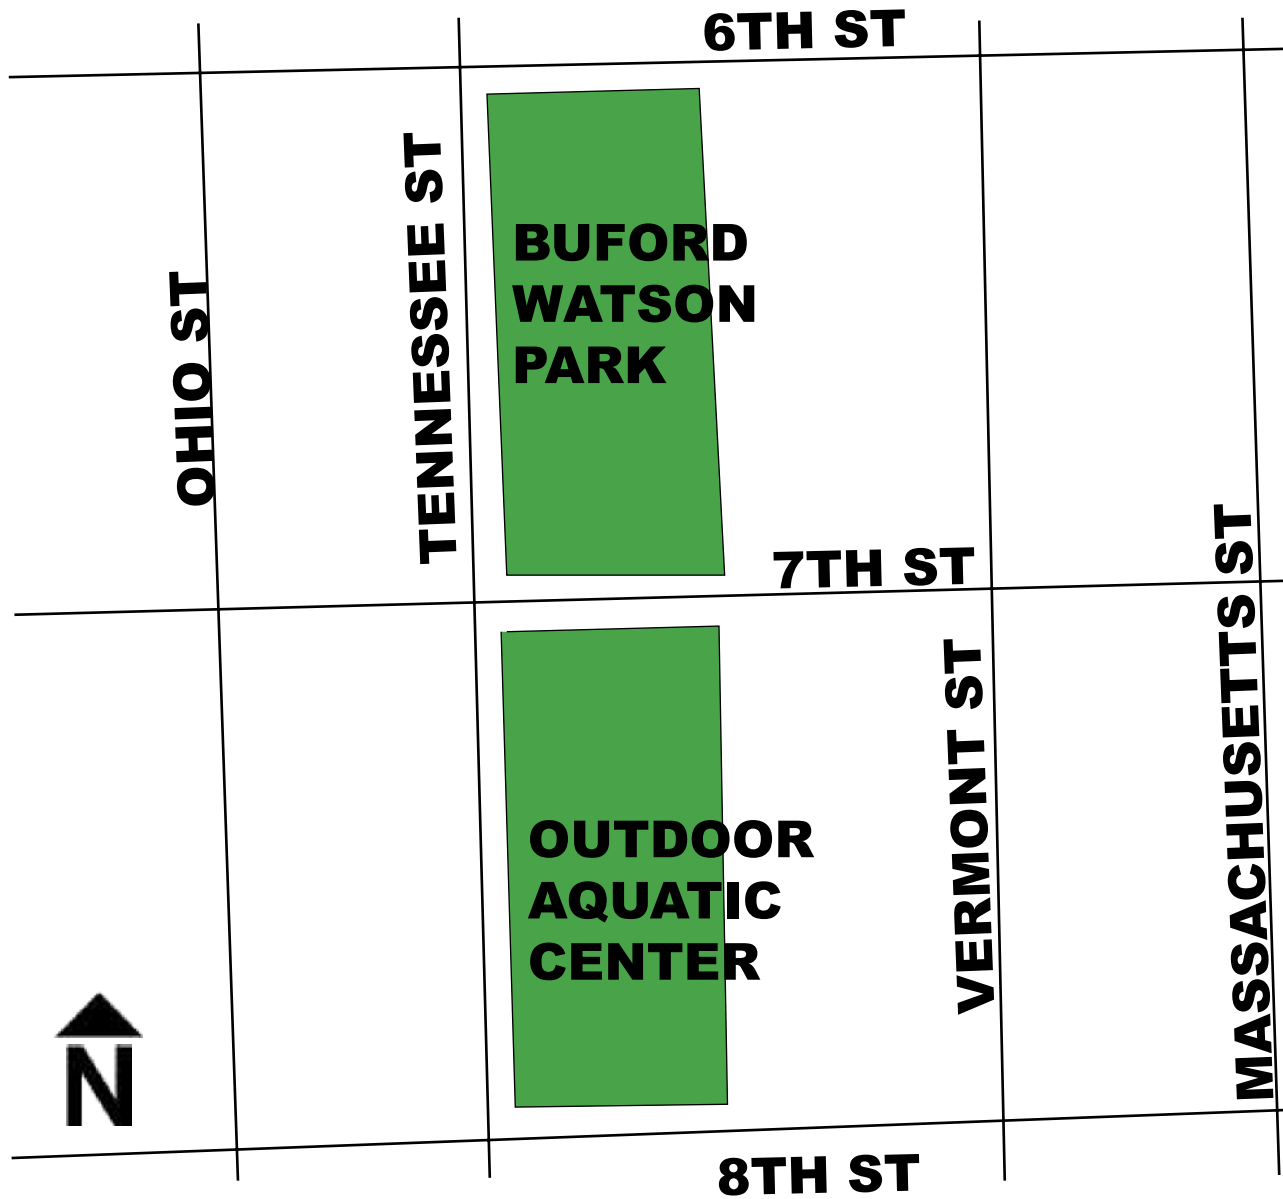 6TH ST
TENNESSEE ST
OHIO ST
BUFORD
WATSON
PARK
7TH ST
MASSACHUSETTS ST
VERMONT ST
OUTDOOR
AQUATIC
CENTER
N
8TH ST